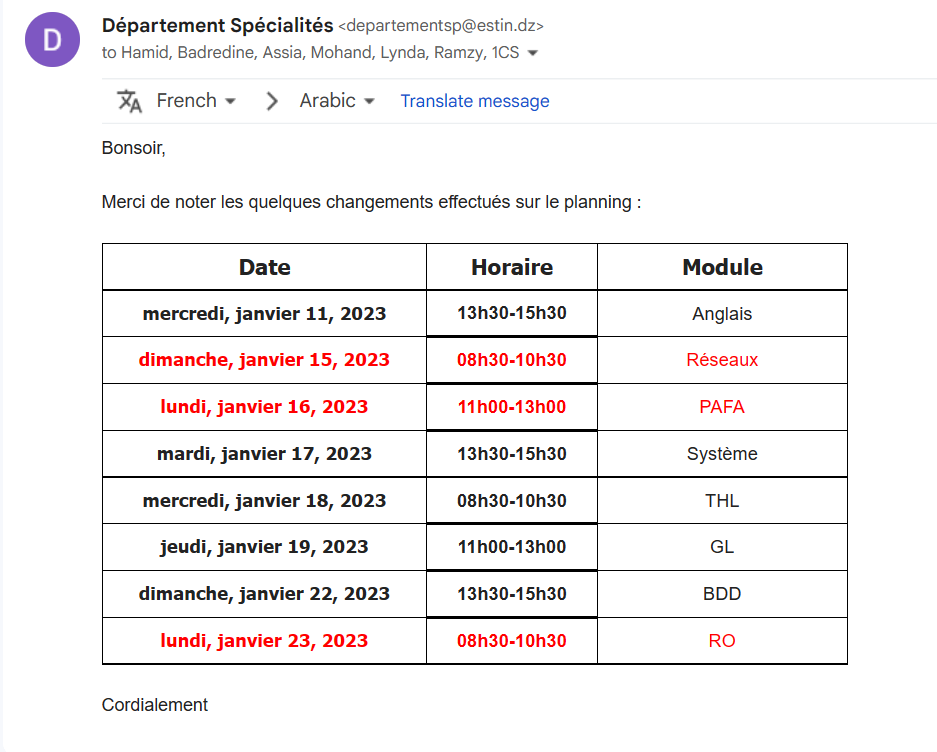 D
Département Spécialités <departementsp@estin.dz>
to Hamid, Badredine, Assia, Mohand, Lynda, Ramzy, 1CS
French > Arabic Translate message
Bonsoir,
Merci de noter les quelques changements effectués sur le planning :
Date Horaire Module
mercredi, janvier 11, 2023 13h30-15h30 Anglais
dimanche, janvier 15, 2023 08h30-10h30 Réseaux
lundi, janvier 16, 2023 11h00-13h00 PAFA
mardi, janvier 17, 2023 13h30-15h30 Système
mercredi, janvier 18, 2023 08h30-10h30 THL
jeudi, janvier 19, 2023 11h00-13h00 GL
dimanche, janvier 22, 2023 13h30-15h30 BDD
lundi, janvier 23, 2023 08h30-10h30 RO
Cordialement